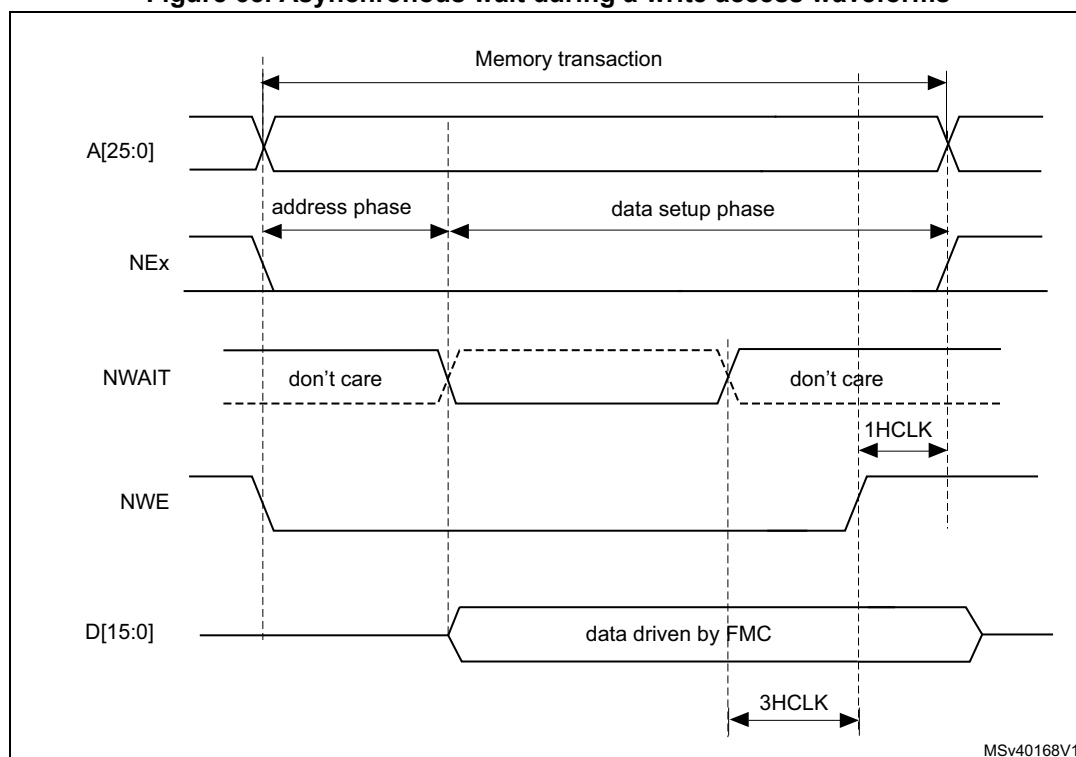 Memory transaction
A[25:0]
address phase
data setup phase
NEx
NWAIT
don't care
don't care
1HCLK
NWE
D[15:0]
data driven by FMC
3HCLK
MSv40168V1